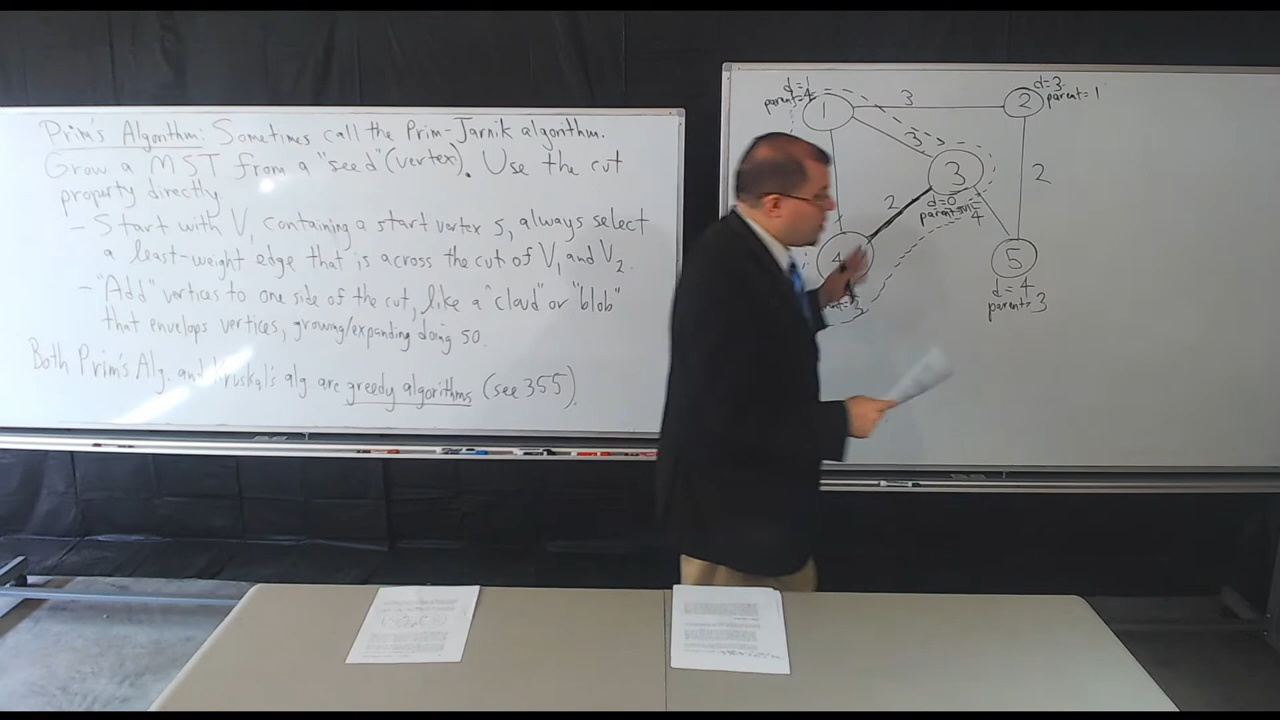 Prim's Algorithm: Sometimes call the Prim-Jarnik algorithm.
Grow a MST from a "seed" (vertex). Use the cut
property directly
- Start with V1 containing a start vertex s, always select
a least-weight edge that is across the cut of V1 and V2.
- "Add" vertices to one side of the cut, like a "cloud" or "blob"
that envelops vertices, growing/expanding doing so.
Both Prim's Alg. and Kruskal's alg are greedy algorithms (see 355).
d=1
parent=4
1
3
2
d=3
parent=1
3
3
d=0
2
2
4
4
5
d=4
parent=3